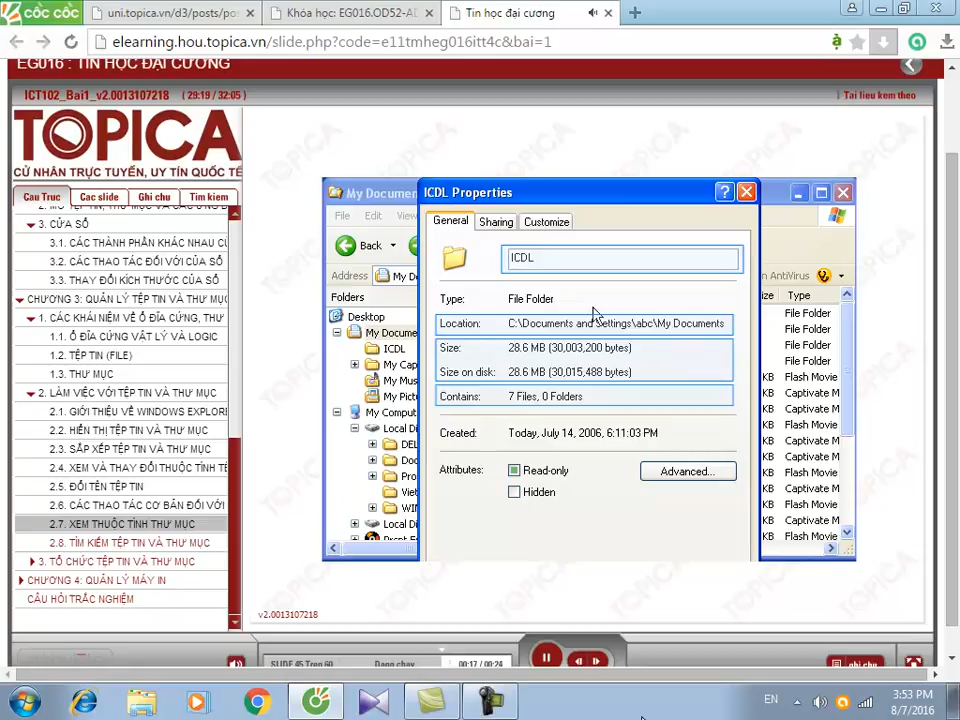 CỐC CỐC
uni.topica.vn/d3/posts/po
Khóa học: EG016.OD52-AD
Tin học đại cương
elearning.hou.topica.vn/slide.php?code=e11tmheg016itt4c&bai=1
EG016 : TIN HỌC ĐẠI CƯƠNG
ICT102_Bai1_v2.0013107218 ( 29:19 / 32:05 )
Tai lieu kem theo
TOPICA
CỬ NHÂN TRỰC TUYẾN, UY TÍN QUỐC TẾ
Cau Truc
Cac slide
Ghi chu
Tim kiem
3. CỬA SỔ
3.1. CÁC THÀNH PHẦN KHÁC NHAU C
3.2. CÁC THAO TÁC ĐỐI VỚI CỬA SỔ
3.3. THAY ĐỔI KÍCH THƯỚC CỦA SỔ
CHƯƠNG 3: QUẢN LÝ TỆP TIN VÀ THƯ MỤC
1. CÁC KHÁI NIỆM VỀ Ổ ĐĨA CỨNG, THƯ
1.1. Ổ ĐĨA CỨNG VẬT LÝ VÀ LOGIC
1.2. TỆP TIN (FILE)
1.3. THƯ MỤC
2. LÀM VIỆC VỚI TỆP TIN VÀ THƯ MỤC
2.1. GIỚI THIỆU VỀ WINDOWS EXPLOR
2.2. HIỂN THỊ TỆP TIN VÀ THƯ MỤC
2.3. SẮP XẾP TỆP TIN VÀ THƯ MỤC
2.4. XEM VÀ THAY ĐỔI THUỘC TÍNH TỆ
2.5. ĐỔI TÊN TỆP TIN
2.6. CÁC THAO TÁC CƠ BẢN ĐỐI VỚI
2.7. XEM THUỘC TÍNH THƯ MỤC
2.8. TÌM KIẾM TỆP TIN VÀ THƯ MỤC
3. TỔ CHỨC TỆP TIN VÀ THƯ MỤC
CHƯƠNG 4: QUẢN LÝ MÁY IN
CÂU HỎI TRẮC NGHIỆM
My Documen
File Edit View
Back
Address My Do
Folders
Desktop
My Docume
ICDL
My Cap
My Mus
My Pict
My Comput
Local Di
DEL
Doc
Pro
Viet
WIN
Local Di
ICDL Properties
General Sharing Customize
ICDL
Type: File Folder
Location: C:\Documents and Settings\abc\My Documents
Size: 28.6 MB (30,003,200 bytes)
Size on disk: 28.6 MB (30,015,488 bytes)
Contains: 7 Files, 0 Folders
Created: Today, July 14, 2006, 6:11:03 PM
Attributes: Read-only Advanced...
Hidden
n AntiVirus
ize Type
File Folder
File Folder
File Folder
File Folder
File Folder
KB Flash Movie
KB Captivate M
KB Flash Movie
KB Captivate M
KB Flash Movie
KB Captivate M
KB Flash Movie
KB Captivate M
KB Flash Movie
KB Captivate M
KB Flash Movie
KB Captivate M
KB Captivate M
KB Flash Movie
v2.0013107218
SLIDE 45 Tren 60
Dang chay
00:17 / 00:24
ghi chu
EN
3:53 PM
8/7/2016